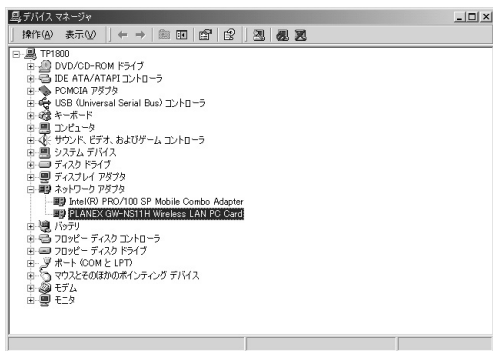 デバイス マネージャ
操作(A) 表示(V)
TP1800
DVD/CD-ROM ドライブ
IDE ATA/ATAPI コントローラ
PCMCIA アダプタ
USB (Universal Serial Bus) コントローラ
キーボード
コンピュータ
サウンド、ビデオ、およびゲーム コントローラ
システム デバイス
ディスク ドライブ
ディスプレイ アダプタ
ネットワーク アダプタ
Intel(R) PRO/100 SP Mobile Combo Adapter
PLANEX GW-NS11H Wireless LAN PC Card
バッテリ
フロッピー ディスク コントローラ
フロッピー ディスク ドライブ
ポート (COM と LPT)
マウスとそのほかのポインティング デバイス
モデム
モニタ